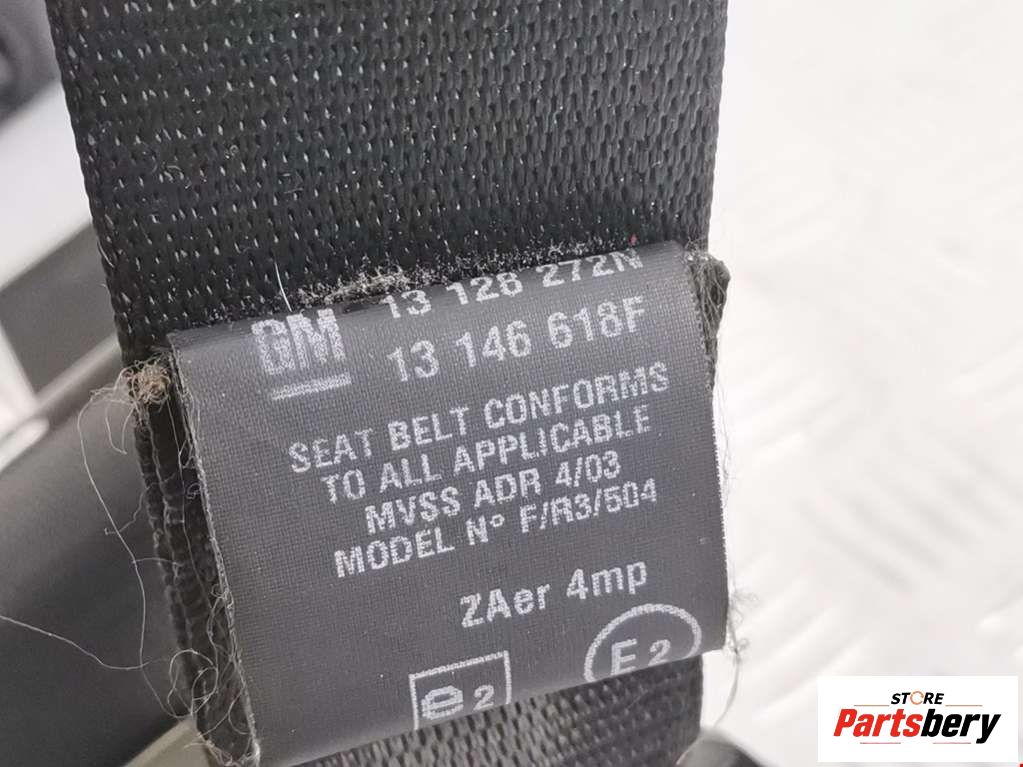 13 128 272N
GM 13 146 618F
SEAT BELT CONFORMS
TO ALL APPLICABLE
MVSS ADR 4/03
MODEL N° F/R3/504
ZAer 4mp
e2 E2
STORE
Partsbery